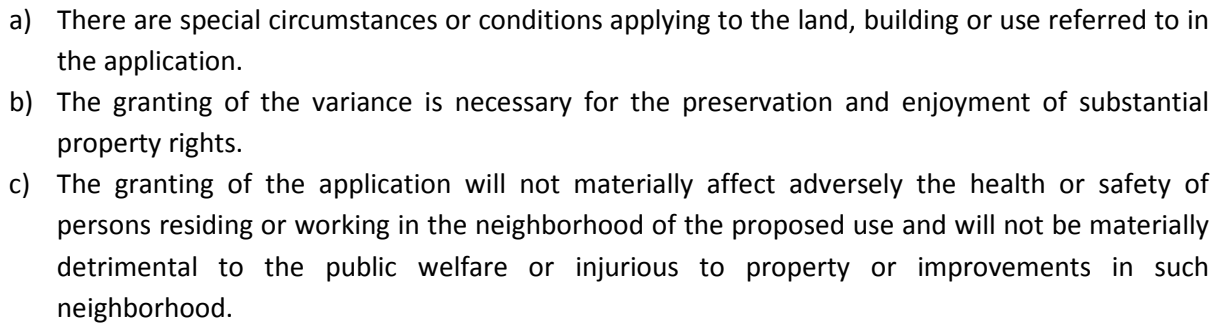 a) There are special circumstances or conditions applying to the land, building or use referred to in
the application.
b) The granting of the variance is necessary for the preservation and enjoyment of substantial
property rights.
c) The granting of the application will not materially affect adversely the health or safety of
persons residing or working in the neighborhood of the proposed use and will not be materially
detrimental to the public welfare or injurious to property or improvements in such
neighborhood.